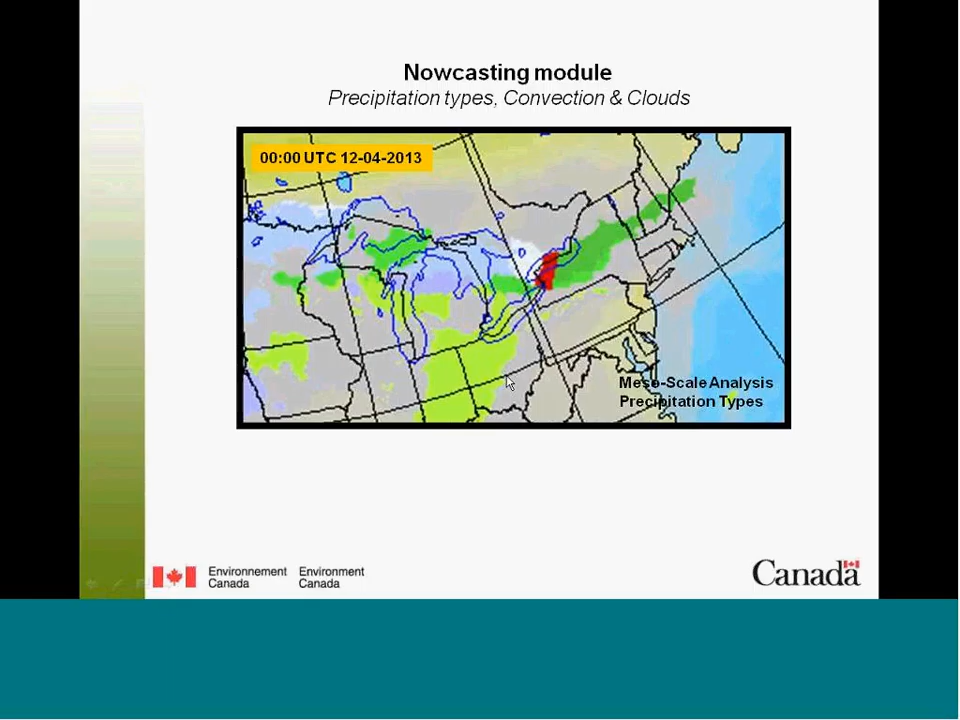 Nowcasting module
Precipitation types, Convection & Clouds
00:00 UTC 12-04-2013
Meso-Scale Analysis
Precipitation Types
Environnement
Canada
Environment
Canada
Canada